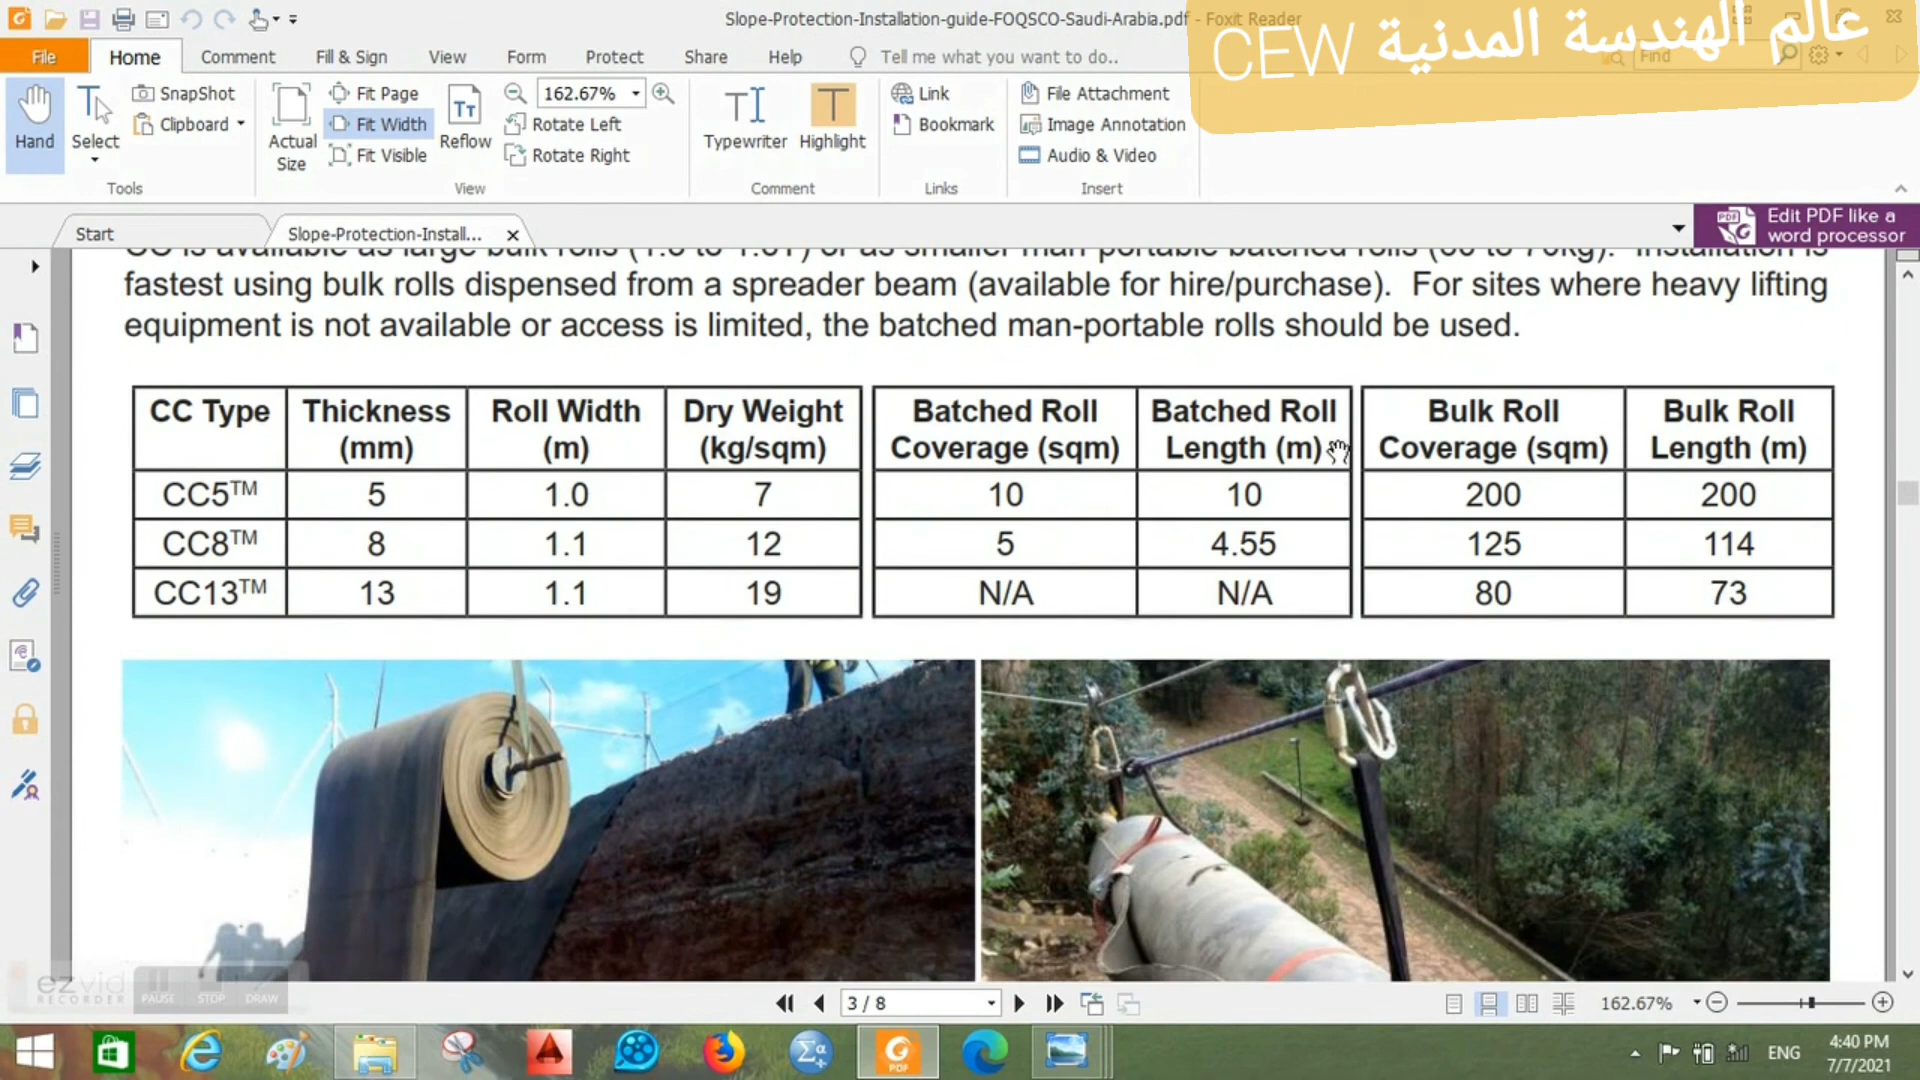 Slope-Protection-Installation-guide-FOQSCO-Saudi-Arabia.pdf - Foxit Reader
CEW عالم الهندسة المدنية
File Home Comment Fill & Sign View Form Protect Share Help Tell me what you want to do.. Find
Hand
Select
SnapShot
Clipboard
Tools
Actual
Size
Fit Page
Fit Width
Fit Visible
Reflow
162.67%
Rotate Left
Rotate Right
View
Typewriter
Highlight
Comment
Link
Bookmark
Links
File Attachment
Image Annotation
Audio & Video
Insert
Start
Slope-Protection-Install...
Edit PDF like a
word processor
fastest using bulk rolls dispensed from a spreader beam (available for hire/purchase). For sites where heavy lifting
equipment is not available or access is limited, the batched man-portable rolls should be used.
CC Type Thickness (mm) Roll Width (m) Dry Weight (kg/sqm) Batched Roll Coverage (sqm) Batched Roll Length (m) Bulk Roll Coverage (sqm) Bulk Roll Length (m)
CC5™ 5 1.0 7 10 10 200 200
CC8™ 8 1.1 12 5 4.55 125 114
CC13™ 13 1.1 19 N/A N/A 80 73
ezvid
RECORDER
PAUSE STOP DRAW
3 / 8
162.67%
ENG
4:40 PM
7/7/2021